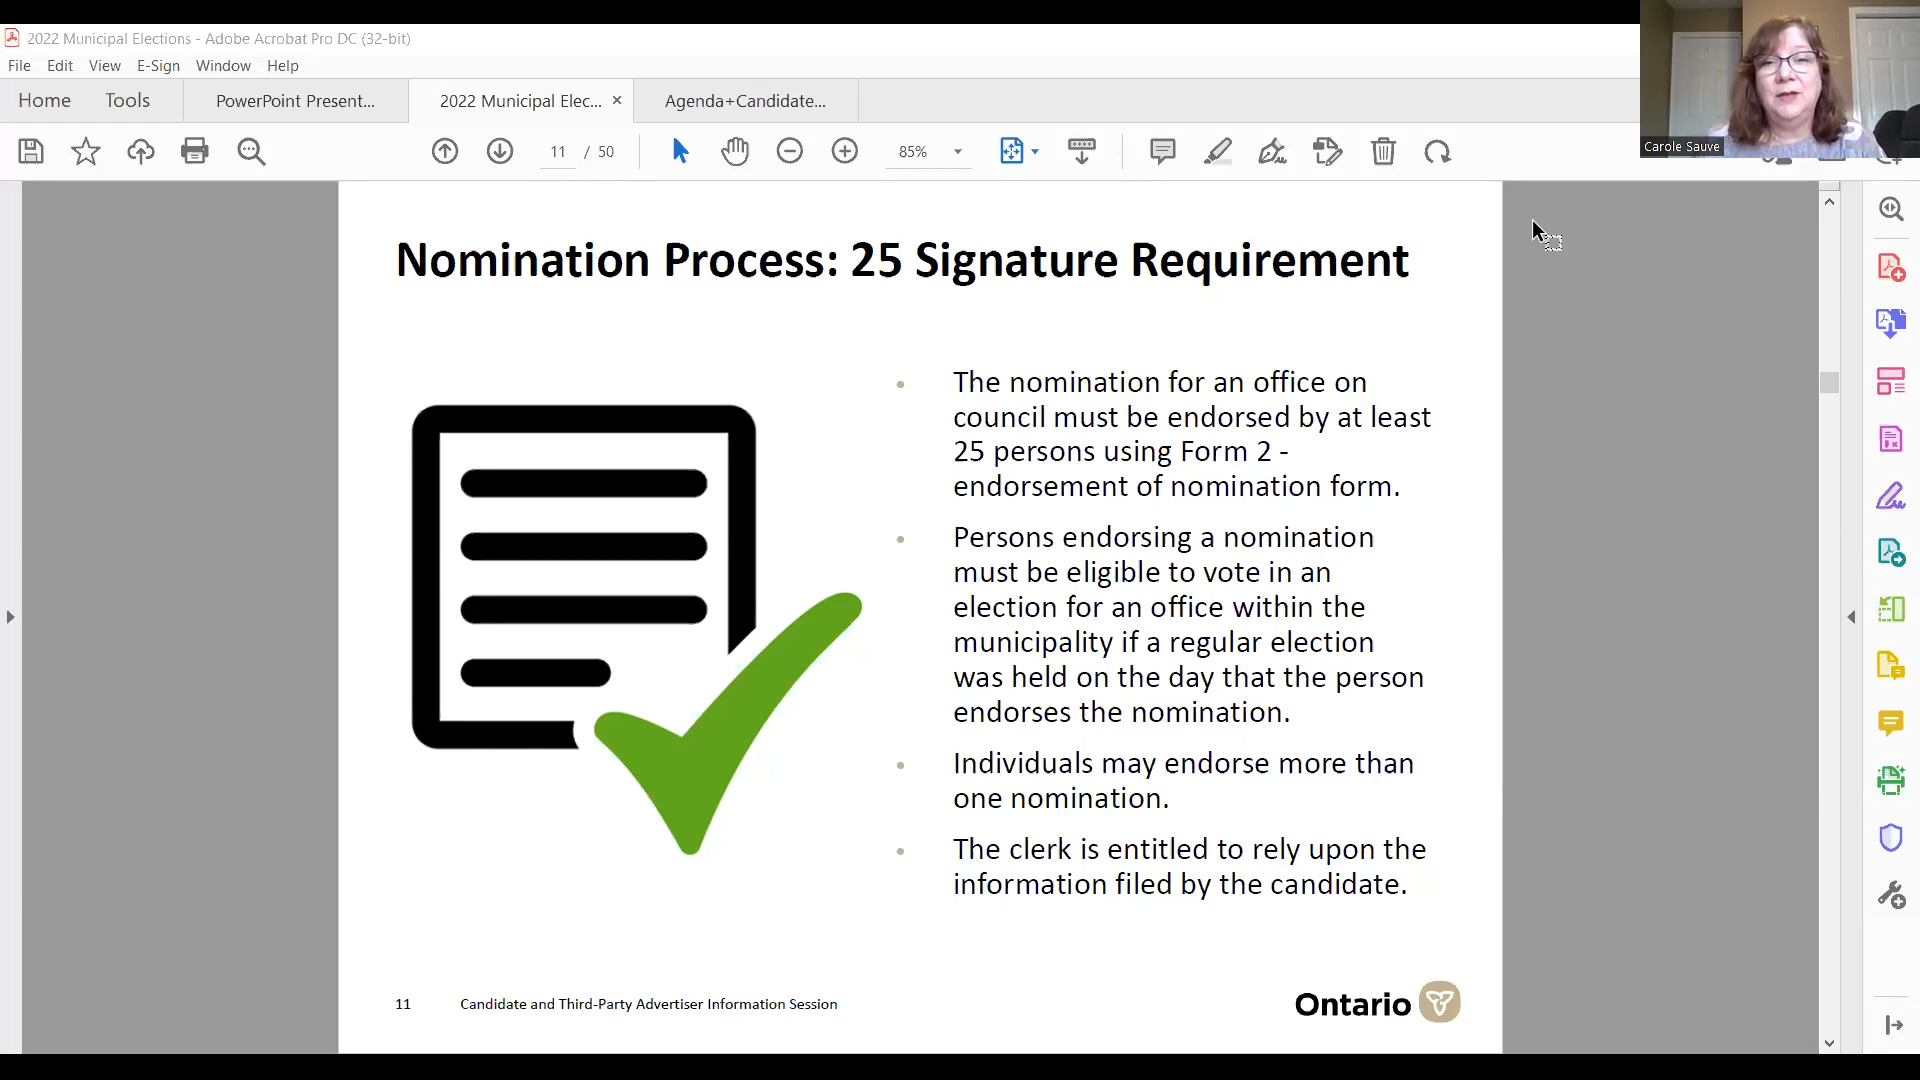 2022 Municipal Elections - Adobe Acrobat Pro DC (32-bit)
File Edit View E-Sign Window Help
Home Tools PowerPoint Present... 2022 Municipal Elec... × Agenda+Candidate...
11 / 50 85%
Carole Sauve
Nomination Process: 25 Signature Requirement
• The nomination for an office on
council must be endorsed by at least
25 persons using Form 2 -
endorsement of nomination form.
• Persons endorsing a nomination
must be eligible to vote in an
election for an office within the
municipality if a regular election
was held on the day that the person
endorses the nomination.
• Individuals may endorse more than
one nomination.
• The clerk is entitled to rely upon the
information filed by the candidate.
11 Candidate and Third-Party Advertiser Information Session
Ontario